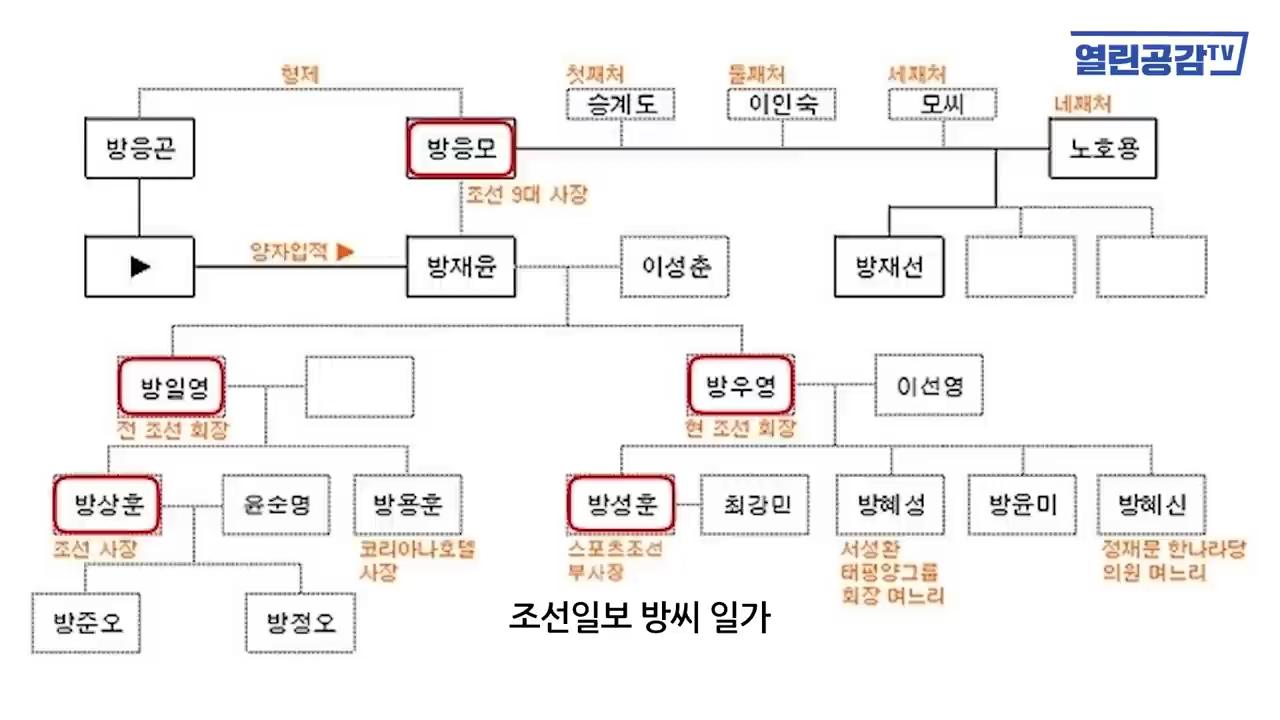 열린공감TV
형제
첫째처
둘째처
세째처
네째처
승계도
이인숙
모씨
방응곤
방응모
노호용
조선 9대 사장
양자입적 ▶
▶
방재윤
이성춘
방재선
방일영
방우영
이선영
전 조선 회장
현 조선 회장
방상훈
윤순명
방용훈
방성훈
최강민
방혜성
방윤미
방혜신
조선 사장
코리아나호텔
사장
스포츠조선
부사장
서성환
태평양그룹
회장 며느리
정재문 한나라당
의원 며느리
방준오
방정오
조선일보 방씨 일가